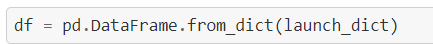 df = pd.DataFrame.from_dict(launch_dict)